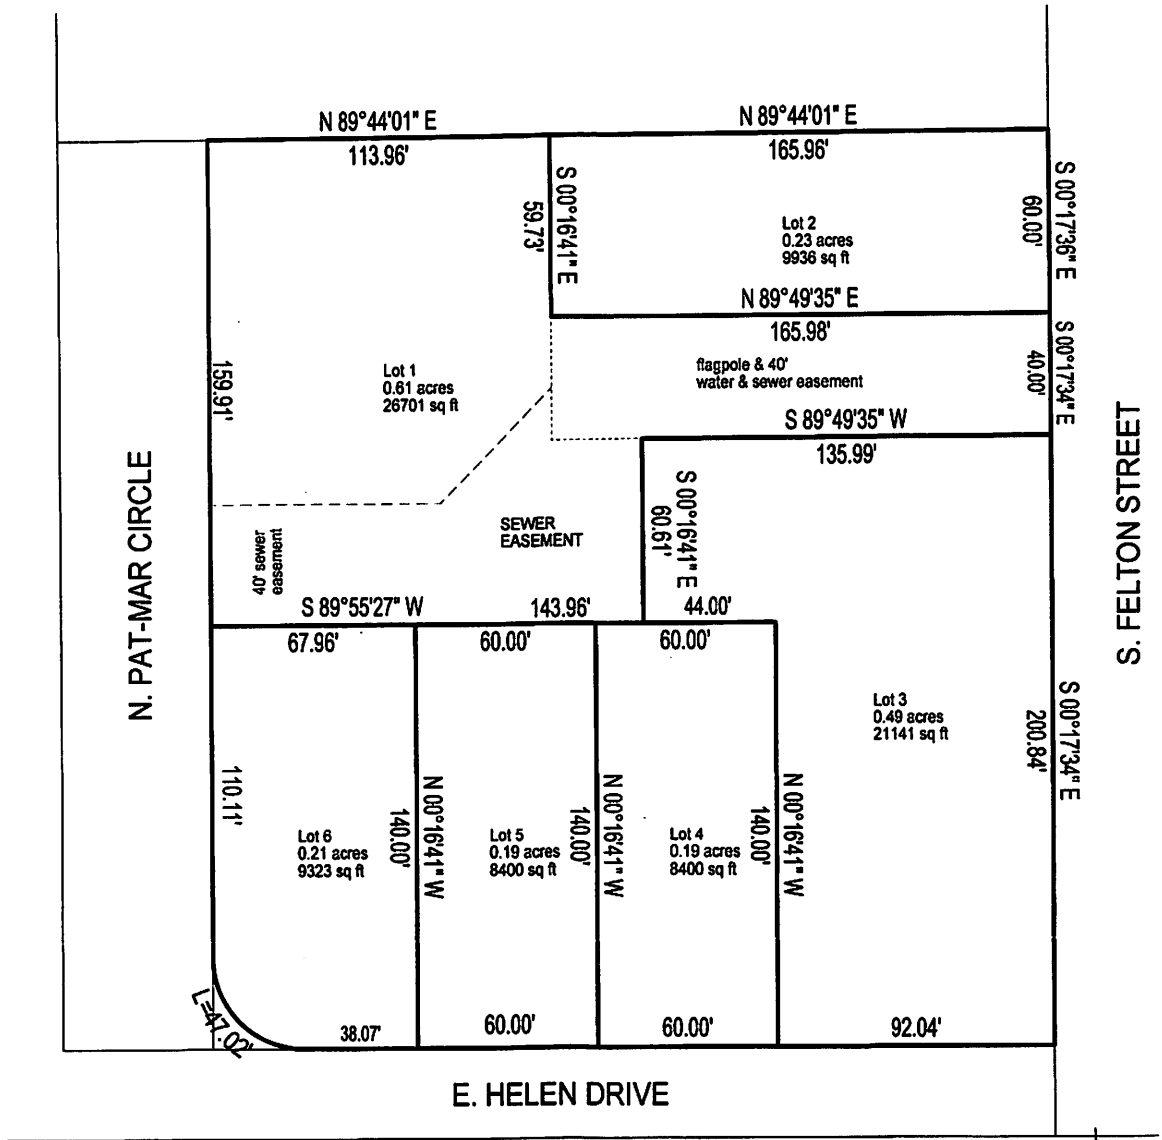 N 89°44'01" E
113.96'
N 89°44'01" E
165.96'
S 00°16'41" E
59.73'
Lot 2
0.23 acres
9936 sq ft
60.00'
S 00°17'36" E
N 89°49'35" E
165.98'
159.91'
Lot 1
0.61 acres
26701 sq ft
flagpole & 40'
water & sewer easement
40.00'
S 00°17'34" E
S 89°49'35" W
135.99'
N. PAT-MAR CIRCLE
S. FELTON STREET
40' sewer
easement
SEWER
EASEMENT
S 00°16'41" E
60.61'
S 89°55'27" W
143.96'
44.00'
67.96'
60.00'
60.00'
Lot 3
0.49 acres
21141 sq ft
200.84'
S 00°17'34" E
110.11'
Lot 6
0.21 acres
9323 sq ft
140.00'
N 00°16'41" W
Lot 5
0.19 acres
8400 sq ft
140.00'
N 00°16'41" W
Lot 4
0.19 acres
8400 sq ft
140.00'
N 00°16'41" W
L=47.02'
38.07'
60.00'
60.00'
92.04'
E. HELEN DRIVE